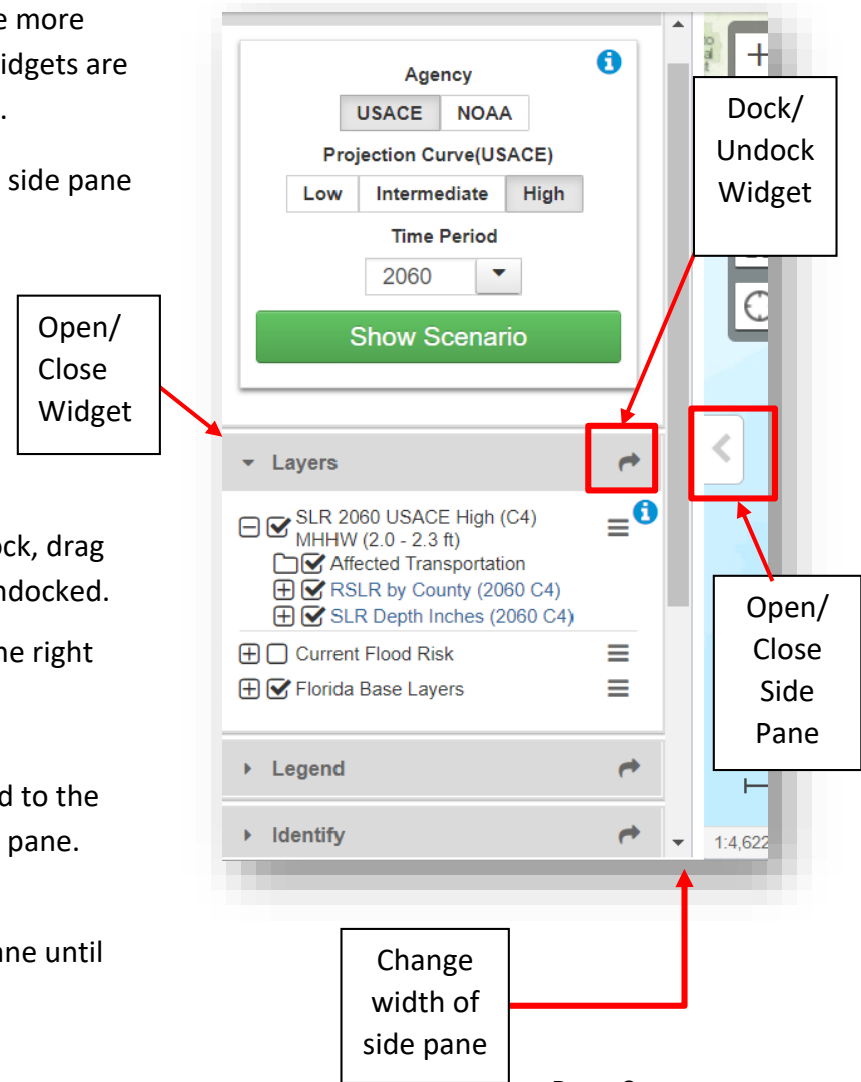 e more
idgets are
.
side pane
ock, drag
ndocked.
ne right
d to the
pane.
ane until
Agency
USACE NOAA
Projection Curve(USACE)
Low Intermediate High
Time Period
2060
Show Scenario
Layers
SLR 2060 USACE High (C4)
MHHW (2.0 - 2.3 ft)
Affected Transportation
RSLR by County (2060 C4)
SLR Depth Inches (2060 C4)
Current Flood Risk
Florida Base Layers
Legend
Identify
1:4,622
Open/
Close
Widget
Dock/
Undock
Widget
Open/
Close
Side
Pane
Change
width of
side pane